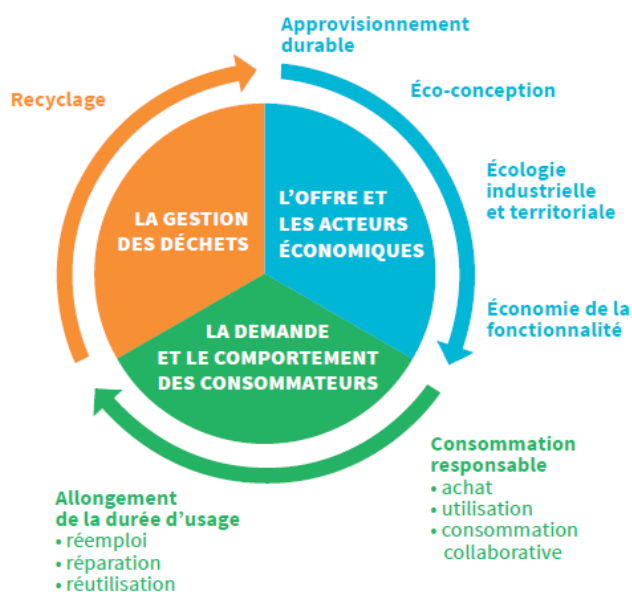 Approvisionnement
durable
Éco-conception
Écologie
industrielle
et territoriale
Économie de la
fonctionnalité
L’OFFRE ET
LES ACTEURS
ÉCONOMIQUES
Consommation
responsable
• achat
• utilisation
• consommation
collaborative
LA DEMANDE
ET LE COMPORTEMENT
DES CONSOMMATEURS
Allongement
de la durée d’usage
• réemploi
• réparation
• réutilisation
Recyclage
LA GESTION
DES DÉCHETS